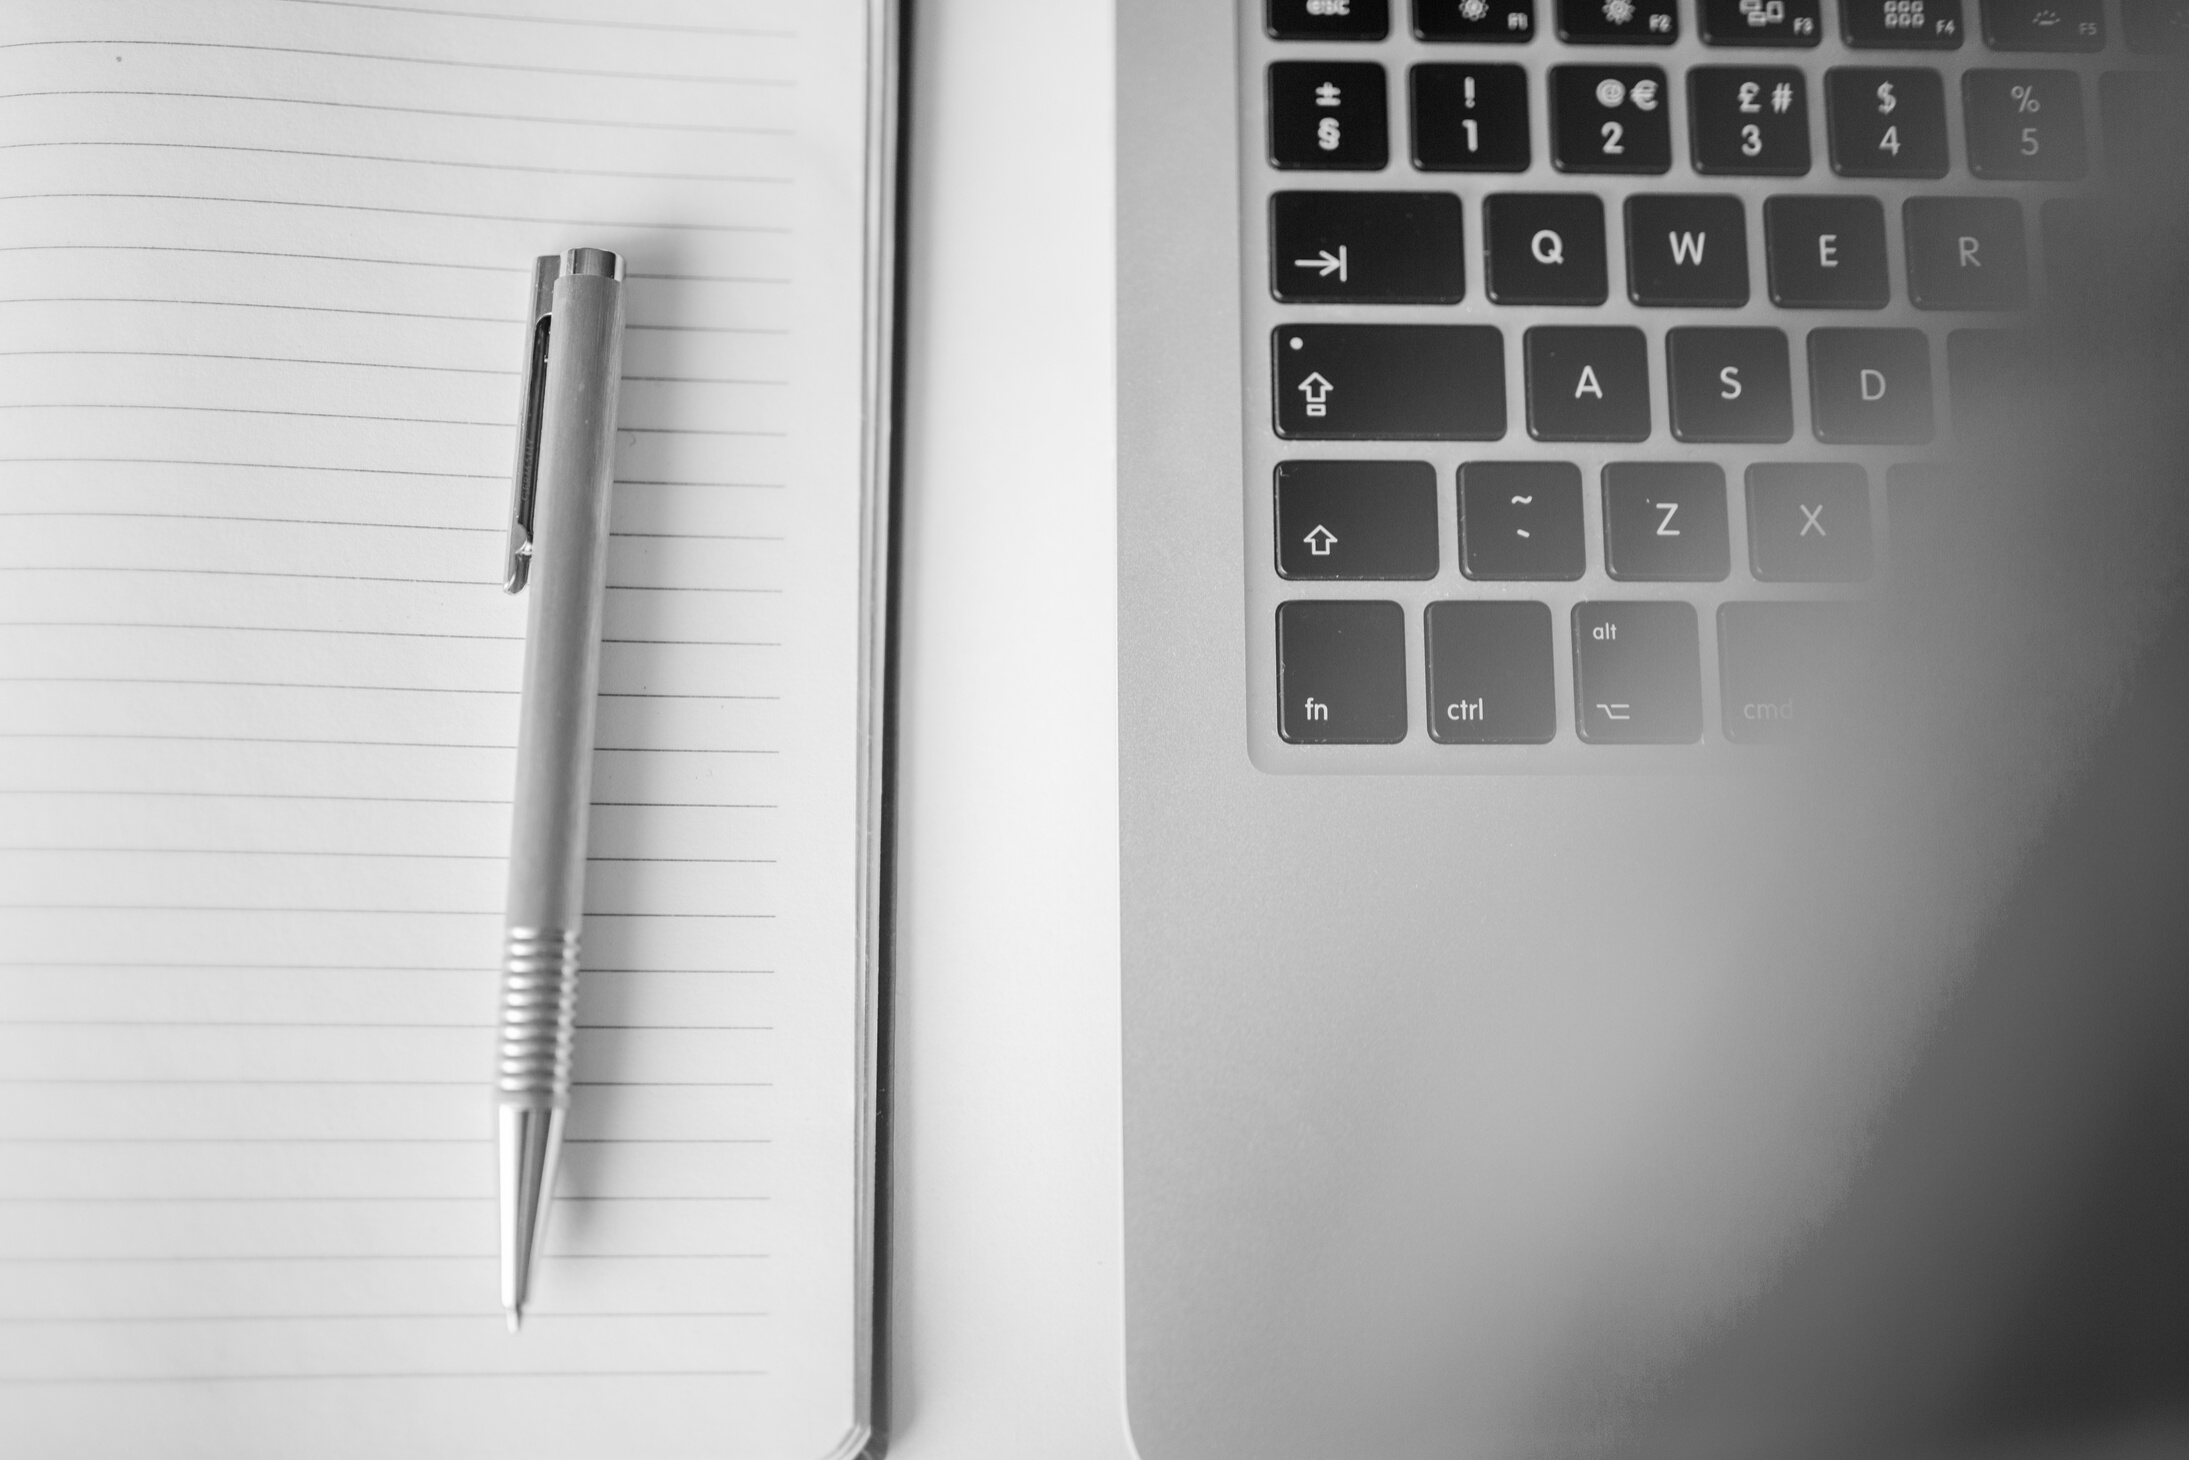 esc F1 F2 F3 F4 F5
± ! @€ £# $ %
§ 1 2 3 4 5
Q W E R
A S D
~ Z X
`
alt
fn ctrl cmd